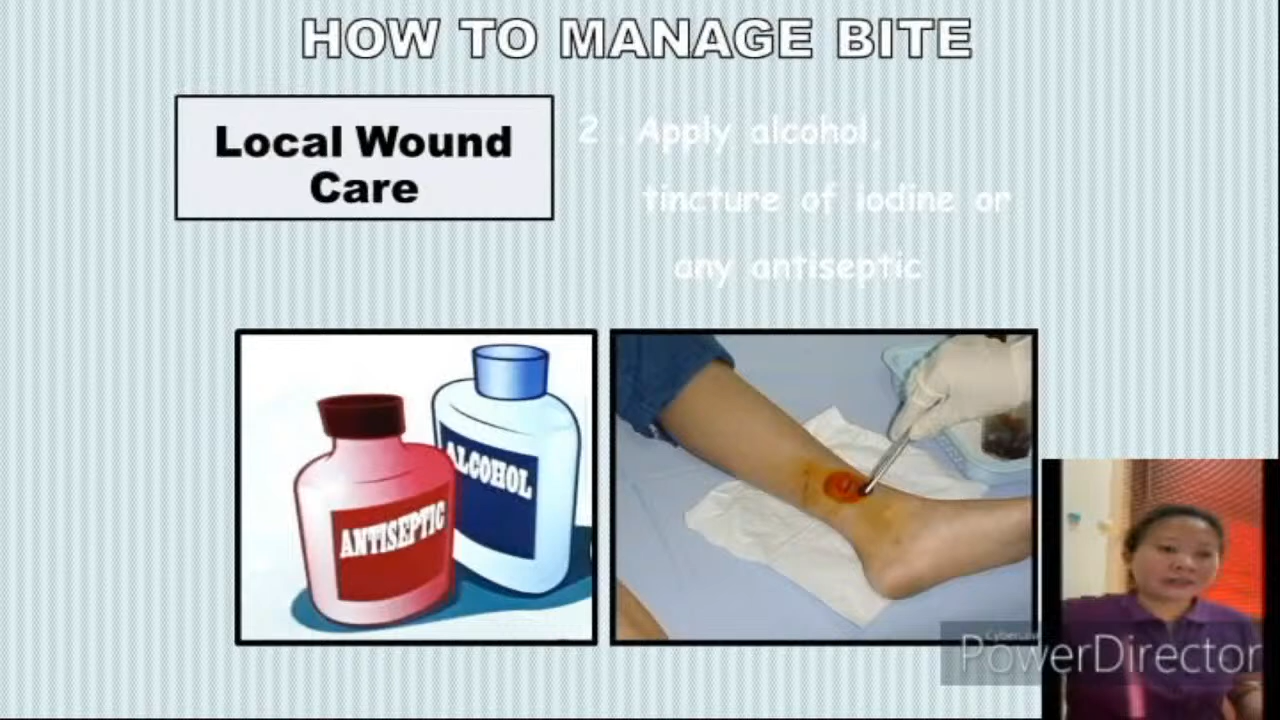 HOW TO MANAGE BITE
Local Wound
Care
2. Apply alcohol,
tincture of iodine or
any antiseptic
ALCOHOL
ANTISEPTIC
PowerDirector